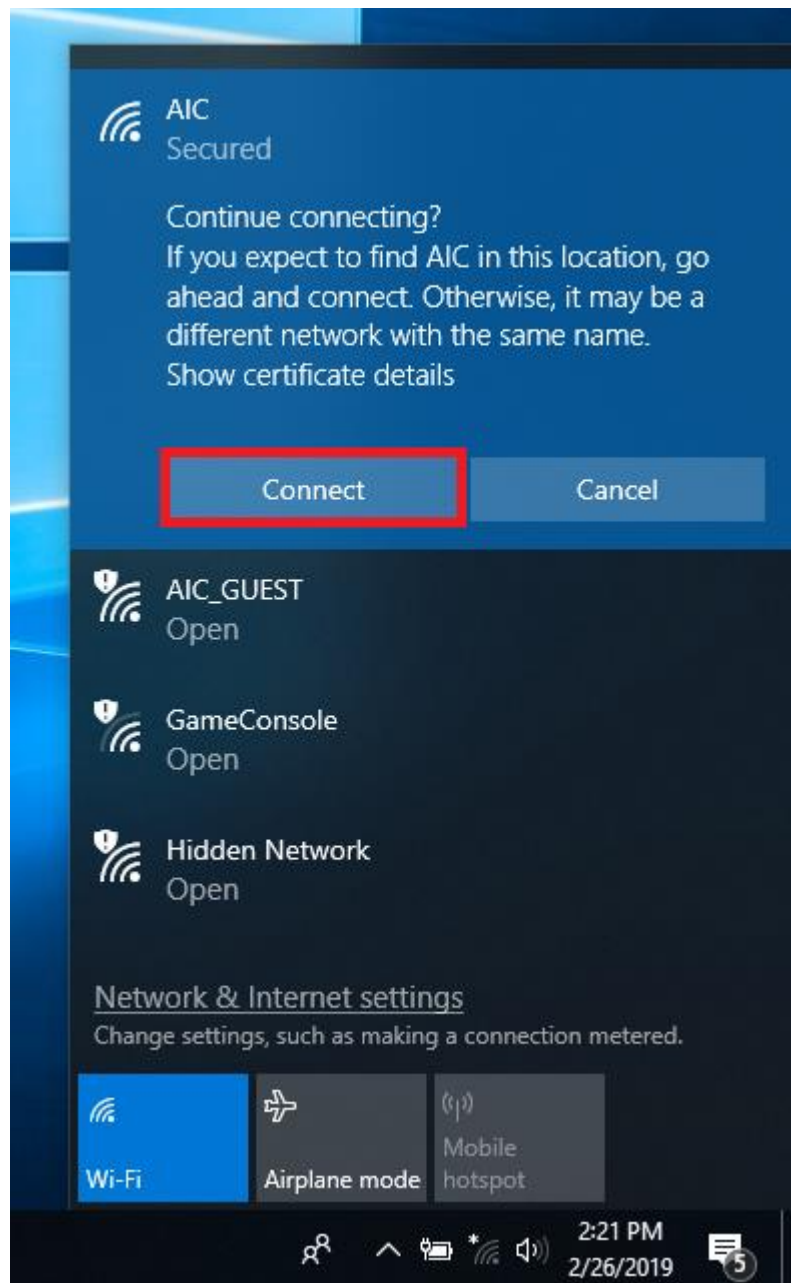 AIC
Secured
Continue connecting?
If you expect to find AIC in this location, go
ahead and connect. Otherwise, it may be a
different network with the same name.
Show certificate details
Connect Cancel
AIC_GUEST
Open
GameConsole
Open
Hidden Network
Open
Network & Internet settings
Change settings, such as making a connection metered.
Wi-Fi
Airplane mode
Mobile
hotspot
2:21 PM
2/26/2019
5